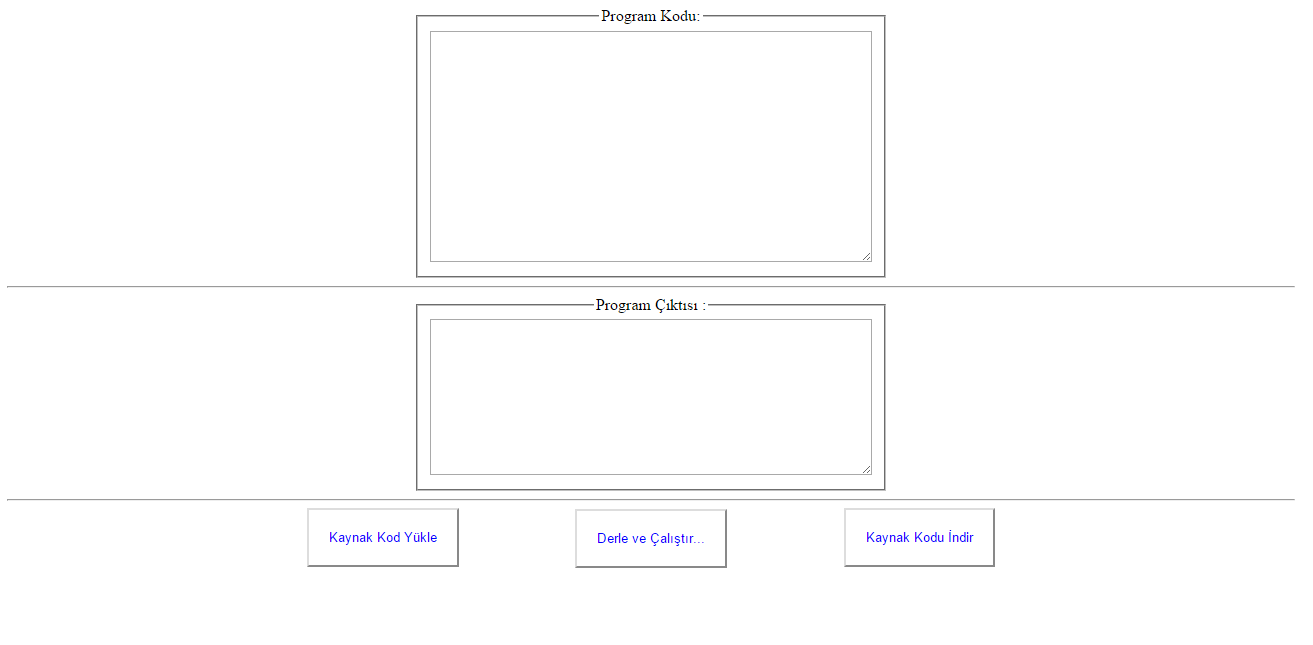 Program Kodu:
Program Çıktısı :
Kaynak Kod Yükle
Derle ve Çalıştır...
Kaynak Kodu İndir